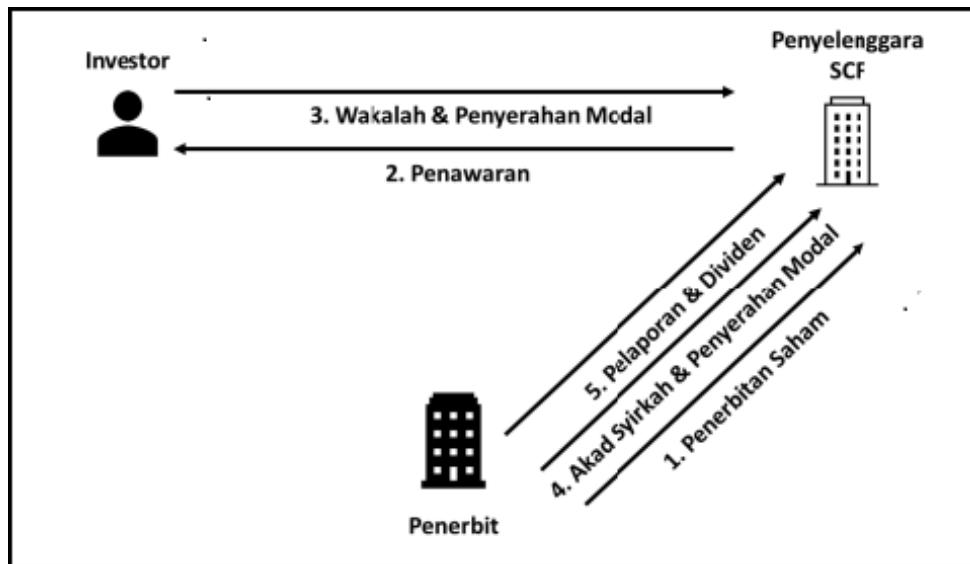 Investor
Penyelenggara
SCF
3. Wakalah & Penyerahan Modal
2. Penawaran
5. Pelaporan & Dividen
4. Akad Syirkah & Penyerahan Modal
1. Penerbitan Saham
Penerbit